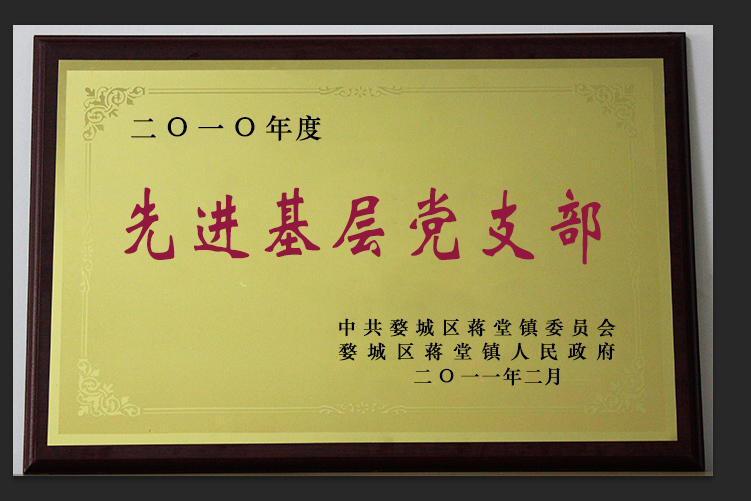 二〇一〇年度
先进基层党支部
中共婺城区蒋堂镇委员会
婺城区蒋堂镇人民政府
二〇一一年二月